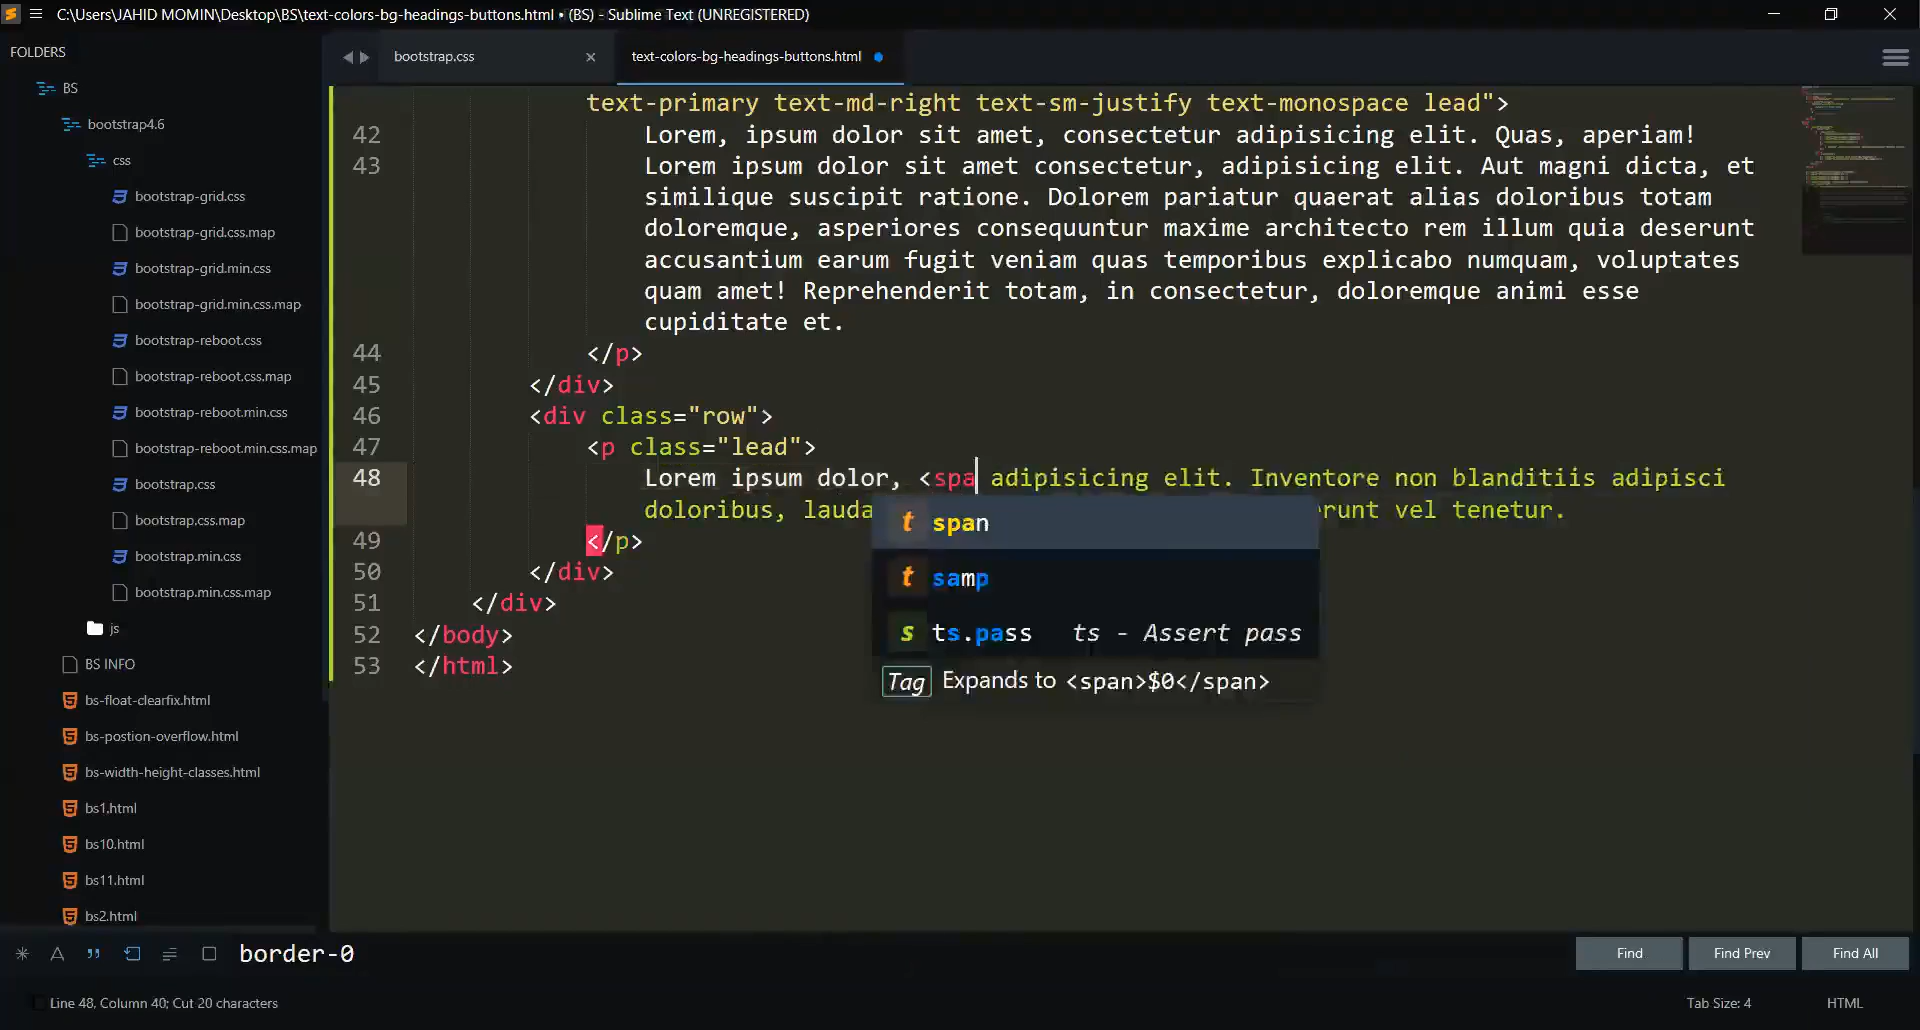 C:\Users\JAHID MOMIN\Desktop\BS\text-colors-bg-headings-buttons.html • (BS) - Sublime Text (UNREGISTERED)
FOLDERS
BS
bootstrap4.6
css
bootstrap-grid.css
bootstrap-grid.css.map
bootstrap-grid.min.css
bootstrap-grid.min.css.map
bootstrap-reboot.css
bootstrap-reboot.css.map
bootstrap-reboot.min.css
bootstrap-reboot.min.css.map
bootstrap.css
bootstrap.css.map
bootstrap.min.css
bootstrap.min.css.map
js
BS INFO
bs-float-clearfix.html
bs-postion-overflow.html
bs-width-height-classes.html
bs1.html
bs10.html
bs11.html
bs2.html
bootstrap.css
text-colors-bg-headings-buttons.html
text-primary text-md-right text-sm-justify text-monospace lead">
42 Lorem, ipsum dolor sit amet, consectetur adipisicing elit. Quas, aperiam!
43 Lorem ipsum dolor sit amet consectetur, adipisicing elit. Aut magni dicta, et
similique suscipit ratione. Dolorem pariatur quaerat alias doloribus totam
doloremque, asperiores consequuntur maxime architecto rem illum quia deserunt
accusantium earum fugit veniam quas temporibus explicabo numquam, voluptates
quam amet! Reprehenderit totam, in consectetur, doloremque animi esse
cupiditate et.
44 </p>
45 </div>
46 <div class="row">
47 <p class="lead">
48 Lorem ipsum dolor, <spa adipisicing elit. Inventore non blanditiis adipisci
doloribus, lauda erunt vel tenetur.
49 </p>
50 </div>
51 </div>
52 </body>
53 </html>
t span
t samp
s ts.pass ts - Assert pass
Tag Expands to <span>$0</span>
border-0
Find
Find Prev
Find All
Line 48, Column 40; Cut 20 characters
Tab Size: 4
HTML